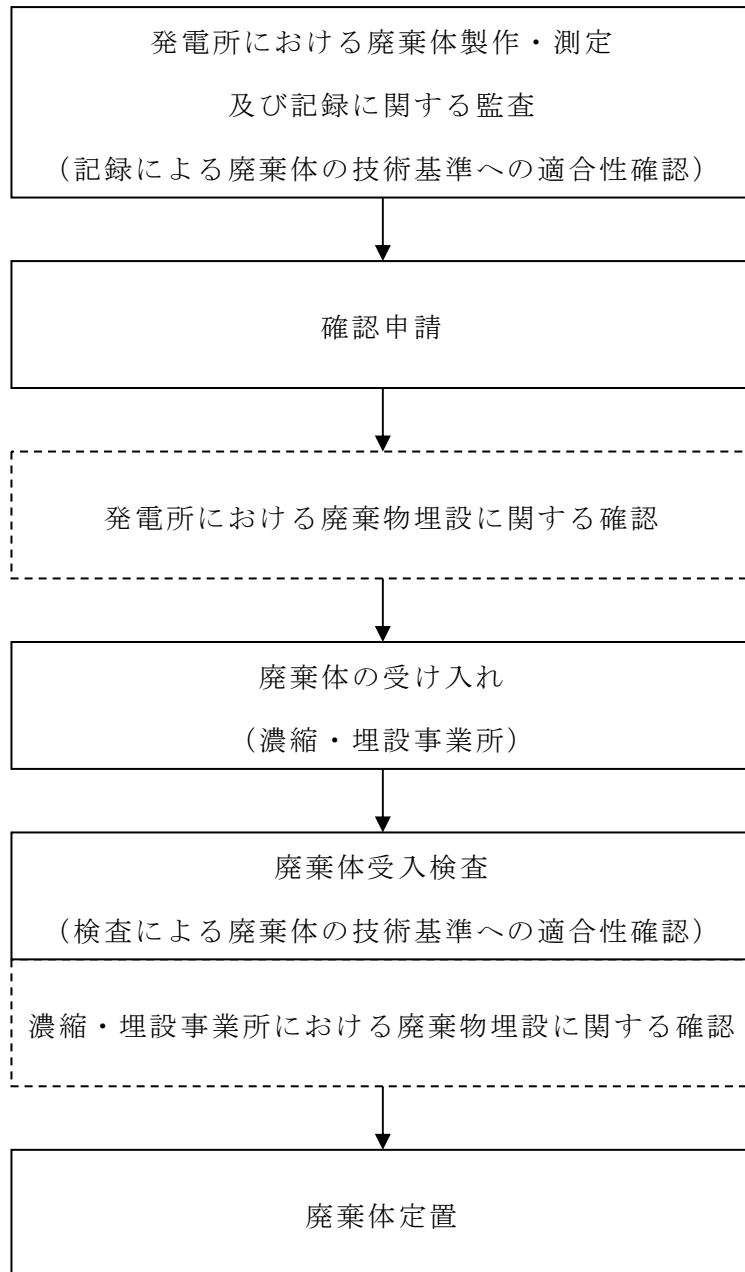 発電所における廃棄体製作・測定
及び記録に関する監査
（記録による廃棄体の技術基準への適合性確認）
確認申請
発電所における廃棄物埋設に関する確認
廃棄体の受け入れ
（濃縮・埋設事業所）
廃棄体受入検査
（検査による廃棄体の技術基準への適合性確認）
濃縮・埋設事業所における廃棄物埋設に関する確認
廃棄体定置